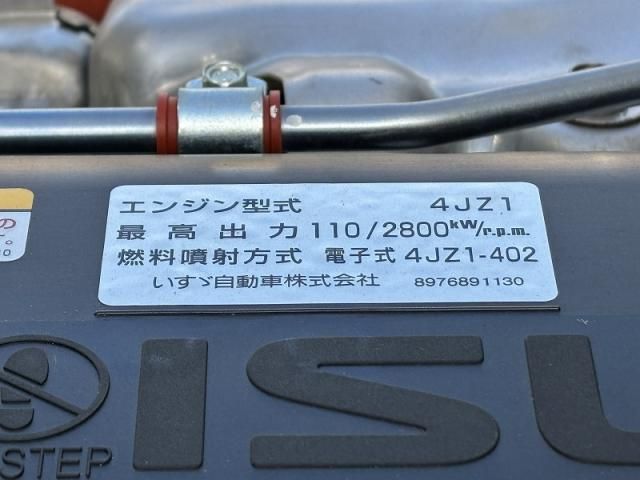 エンジン型式 4JZ1
最高出力 110/2800kW/r.p.m.
燃料噴射方式 電子式 4JZ1-402
いすゞ自動車株式会社 8976891130
の
ISU
STEP